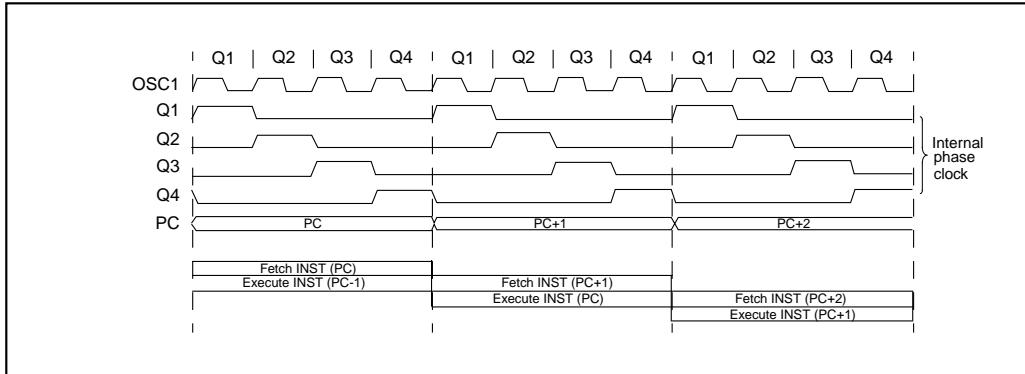 Q1 | Q2 | Q3 | Q4 | Q1 | Q2 | Q3 | Q4 | Q1 | Q2 | Q3 | Q4
OSC1
Q1
Q2
Q3
Q4
PC
Internal
phase
clock
PC PC+1 PC+2
Fetch INST (PC)
Execute INST (PC-1) Fetch INST (PC+1)
Execute INST (PC) Fetch INST (PC+2)
Execute INST (PC+1)